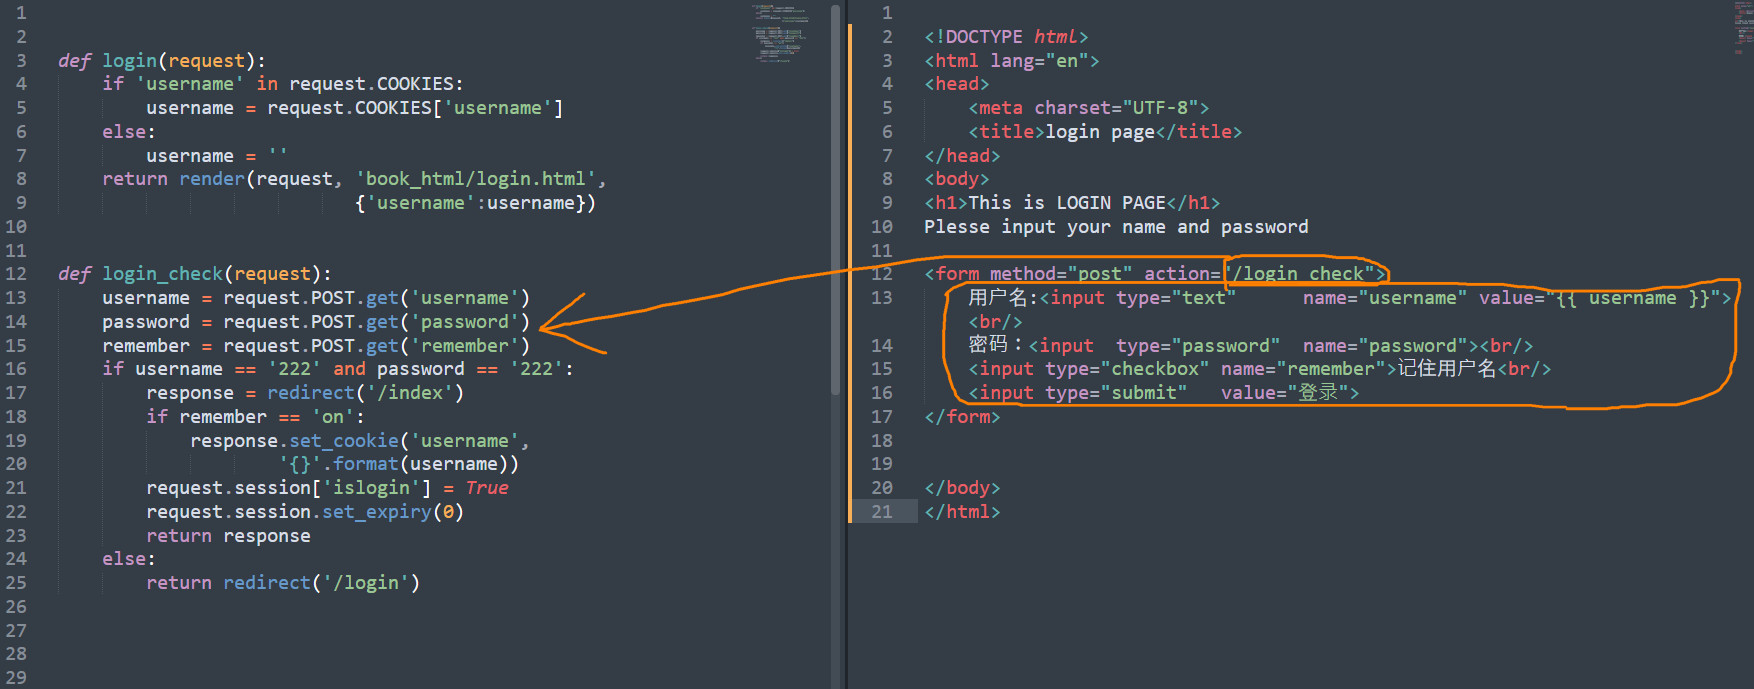 1
2
3 def login(request):
4 if 'username' in request.COOKIES:
5 username = request.COOKIES['username']
6 else:
7 username = ''
8 return render(request, 'book_html/login.html',
9 {'username':username})
10
11
12 def login_check(request):
13 username = request.POST.get('username')
14 password = request.POST.get('password')
15 remember = request.POST.get('remember')
16 if username == '222' and password == '222':
17 response = redirect('/index')
18 if remember == 'on':
19 response.set_cookie('username',
20 '{}'.format(username))
21 request.session['islogin'] = True
22 request.session.set_expiry(0)
23 return response
24 else:
25 return redirect('/login')
26
27
28
29
1
2 <!DOCTYPE html>
3 <html lang="en">
4 <head>
5 <meta charset="UTF-8">
6 <title>login page</title>
7 </head>
8 <body>
9 <h1>This is LOGIN PAGE</h1>
10 Plesse input your name and password
11
12 <form method="post" action="/login_check">
13 用户名:<input type="text" name="username" value="{{ username }}">
<br/>
14 密码：<input type="password" name="password"><br/>
15 <input type="checkbox" name="remember">记住用户名<br/>
16 <input type="submit" value="登录">
17 </form>
18
19
20 </body>
21 </html>